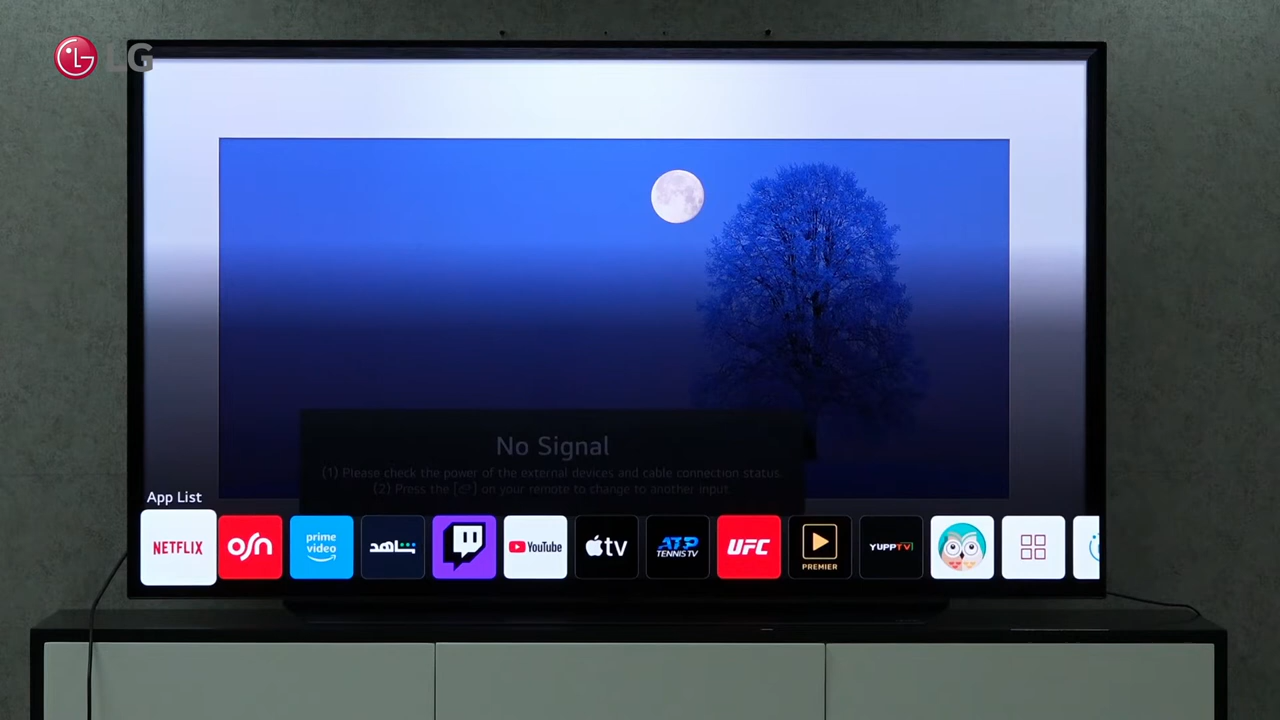 LG
No Signal
(1) Please check the power of the external devices and cable connection status.
(2) Press the [ ] on your remote to change to another input
App List
NETFLIX
osn
prime
video
شاهد
YouTube
tv
ATP
TENNIS TV
UFC
PREMIER
YUPPTV